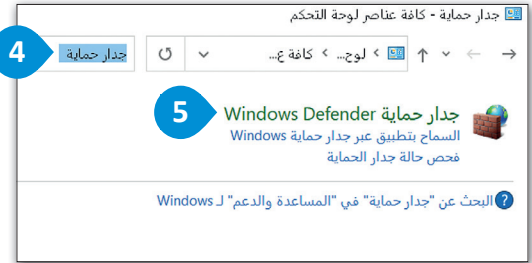 جدار حماية - كافة عناصر لوحة التحكم
لوح... كافة ع...
جدار حماية
4
5
جدار حماية Windows Defender
السماح بتطبيق عبر جدار حماية Windows
فحص حالة جدار الحماية
البحث عن "جدار حماية" في "المساعدة والدعم" لـ Windows